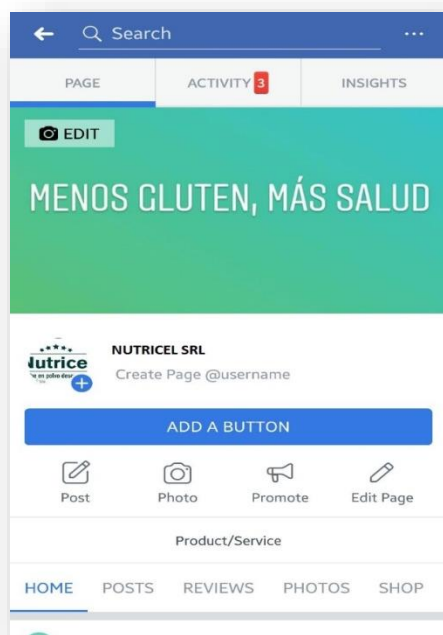 Search
PAGE ACTIVITY 3 INSIGHTS
EDIT
MENOS GLUTEN, MÁS SALUD
Nutrice
NUTRICEL SRL
Create Page @username
ADD A BUTTON
Post Photo Promote Edit Page
Product/Service
HOME POSTS REVIEWS PHOTOS SHOP